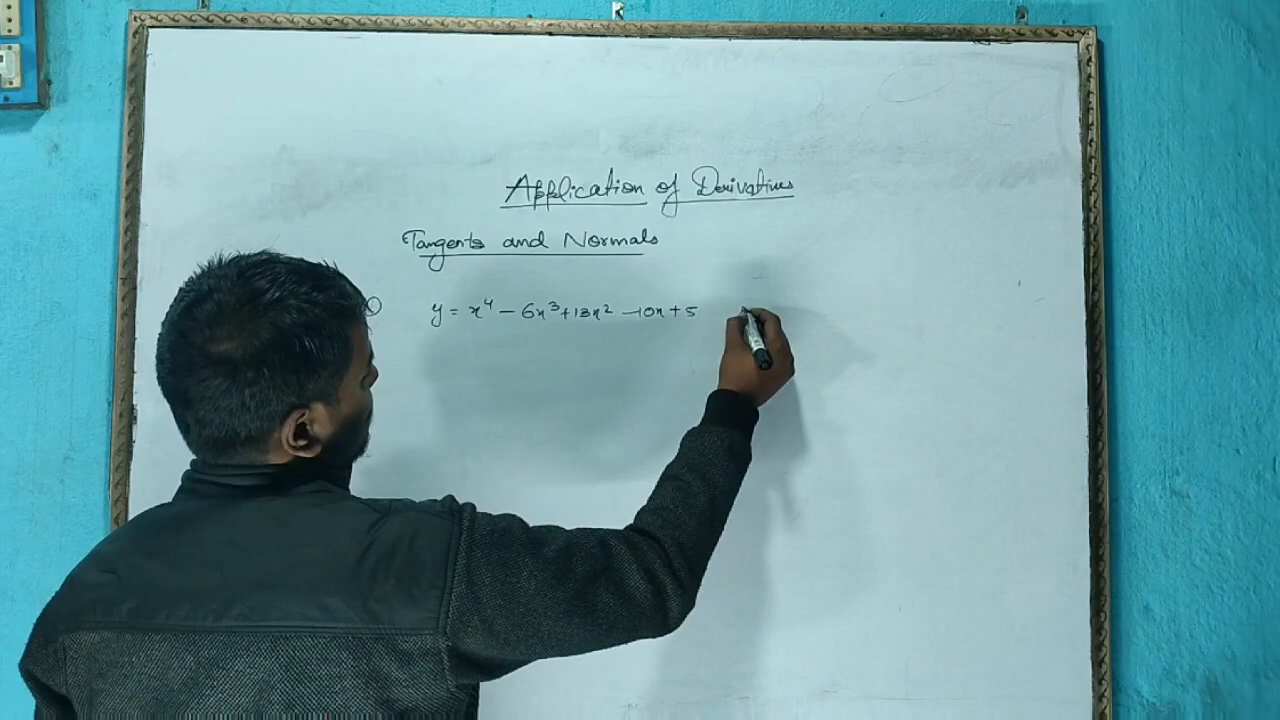 Application of Derivatives
Tangents and Normals
y = x⁴ - 6x³ + 13x² - 10x + 5